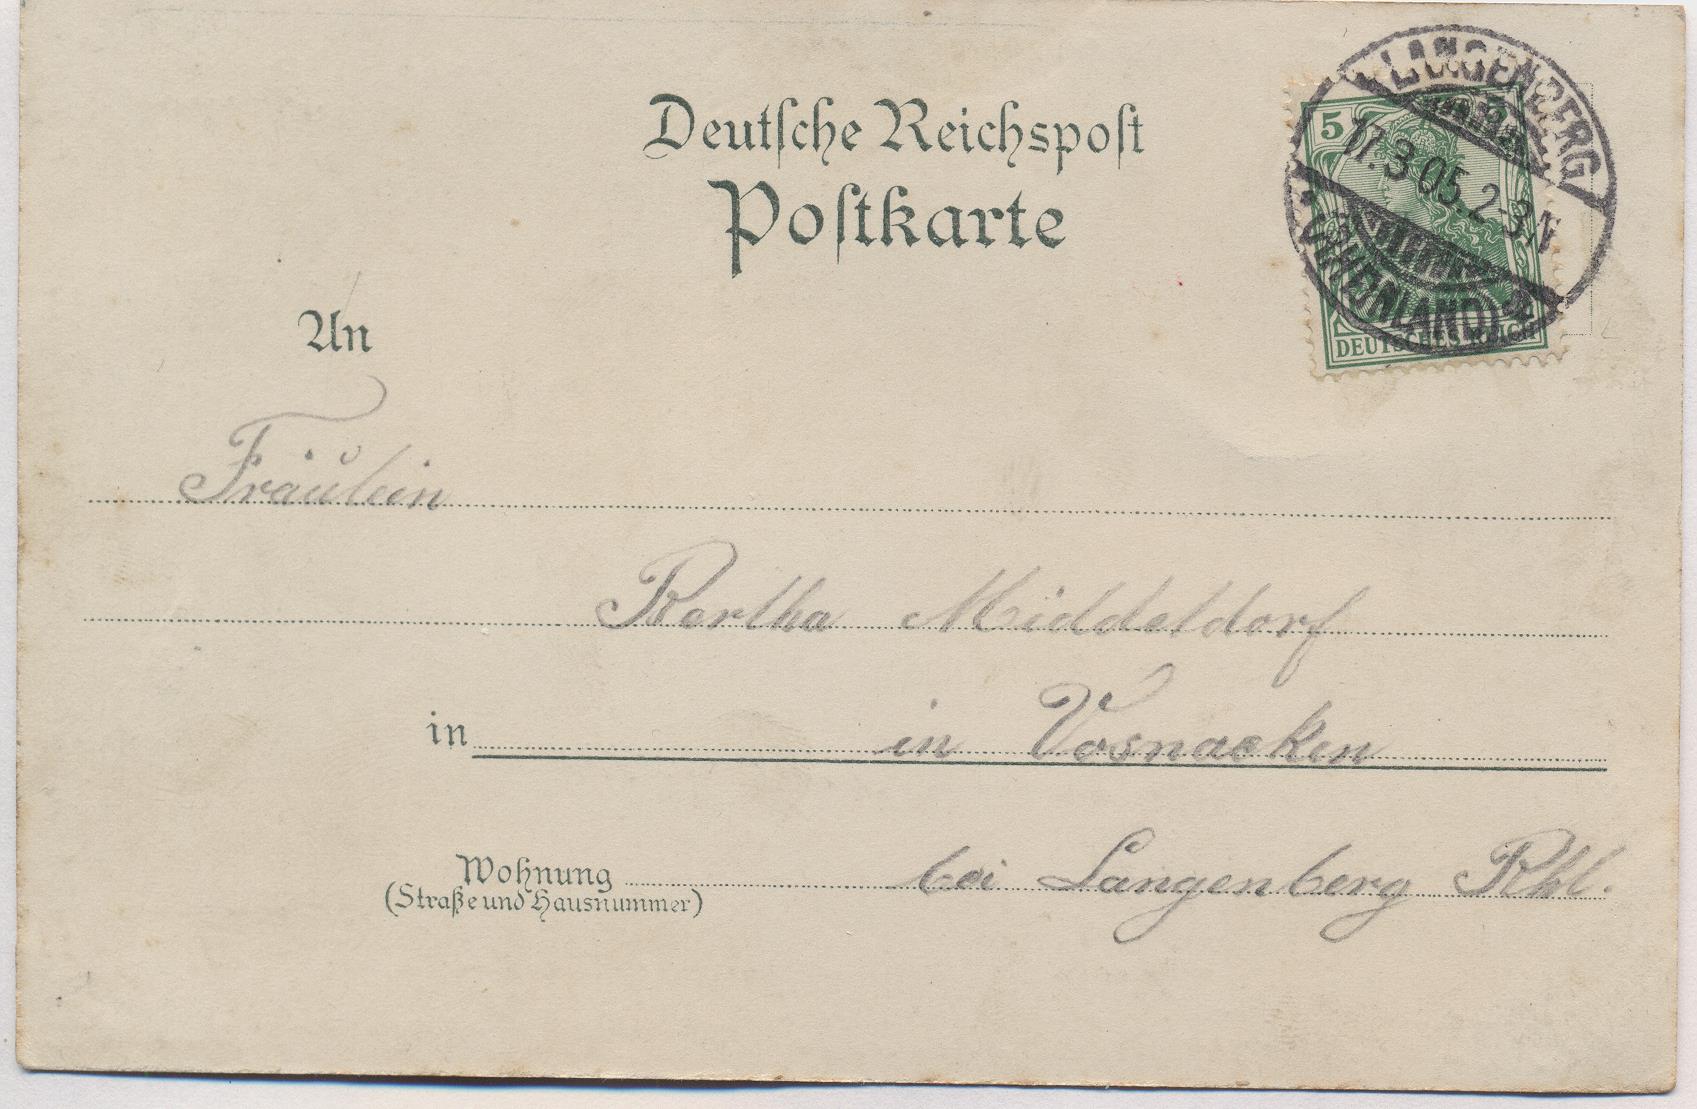 Deutsche Reichspost
Postkarte
LANGENBERG
17.3.05.2-3N
(RHEINLAND)
5
DEUTSCHES REICH
An
Fräulein
Bertha Middeldorf
in in Vosnacken
Wohnung bei Langenberg Rhl.
(Straße und Hausnummer)